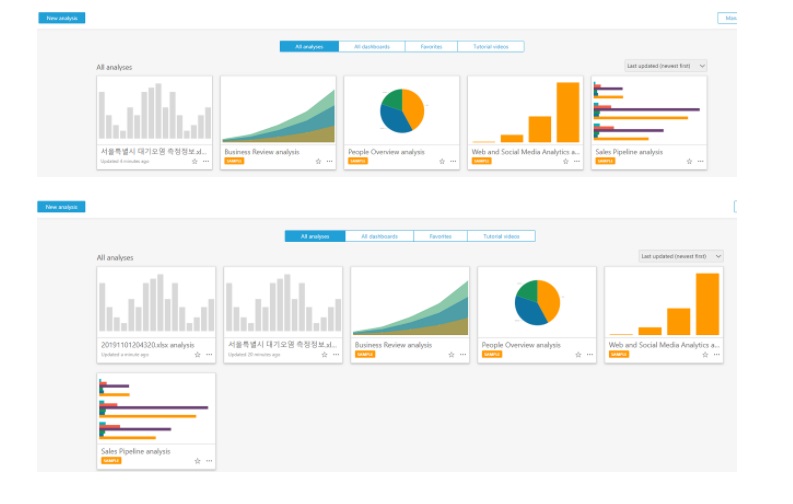 New analysis
All analyses
All dashboards
Favorites
Tutorial videos
All analyses
Last updated (newest first)
서울특별시 대기오염 측정정보.xl...
Updated 4 minutes ago
Business Review analysis
SAMPLE
People Overview analysis
SAMPLE
Web and Social Media Analytics a...
SAMPLE
Sales Pipeline analysis
SAMPLE
New analysis
All analyses
All dashboards
Favorites
Tutorial videos
All analyses
Last updated (newest first)
20191101204320.xlsx analysis
Updated a minute ago
서울특별시 대기오염 측정정보.xl...
Updated 20 minutes ago
Business Review analysis
SAMPLE
People Overview analysis
SAMPLE
Web and Social Media Analytics a...
SAMPLE
Sales Pipeline analysis
SAMPLE